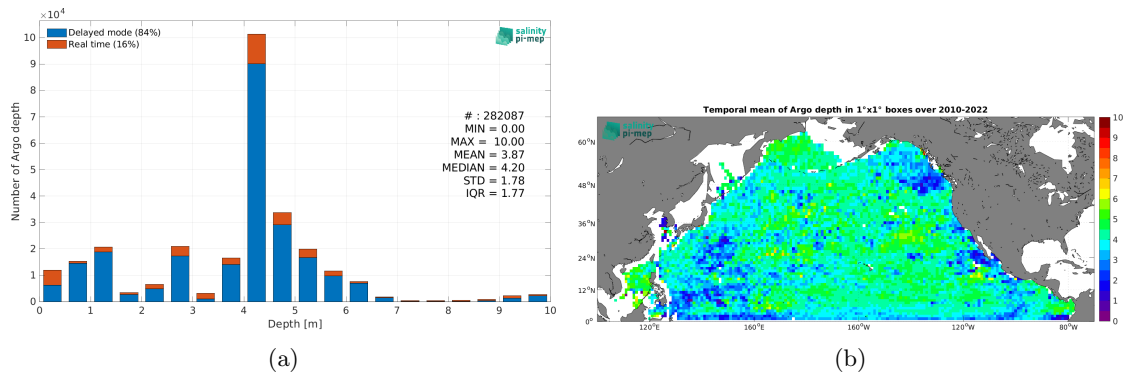 ×10⁴
Delayed mode (84%)
Real time (16%)
salinity
pi-mep
# : 282087
MIN = 0.00
MAX = 10.00
MEAN = 3.87
MEDIAN = 4.20
STD = 1.78
IQR = 1.77
Number of Argo depth
10
9
8
7
6
5
4
3
2
1
0
0 1 2 3 4 5 6 7 8 9 10
Depth [m]
(a)
Temporal mean of Argo depth in 1°x1° boxes over 2010-2022
salinity
pi-mep
60°N
48°N
36°N
24°N
12°N
0°
120°E 160°E 160°W 120°W 80°W
10
9
8
7
6
5
4
3
2
1
0
(b)